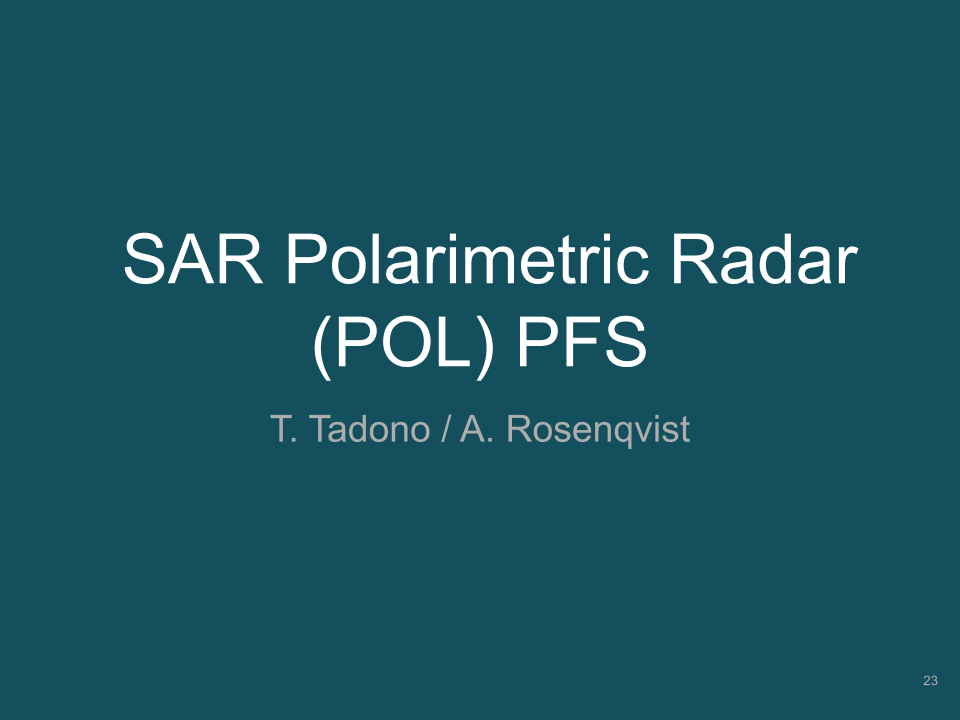 SAR Polarimetric Radar
(POL) PFS
T. Tadono / A. Rosenqvist
23